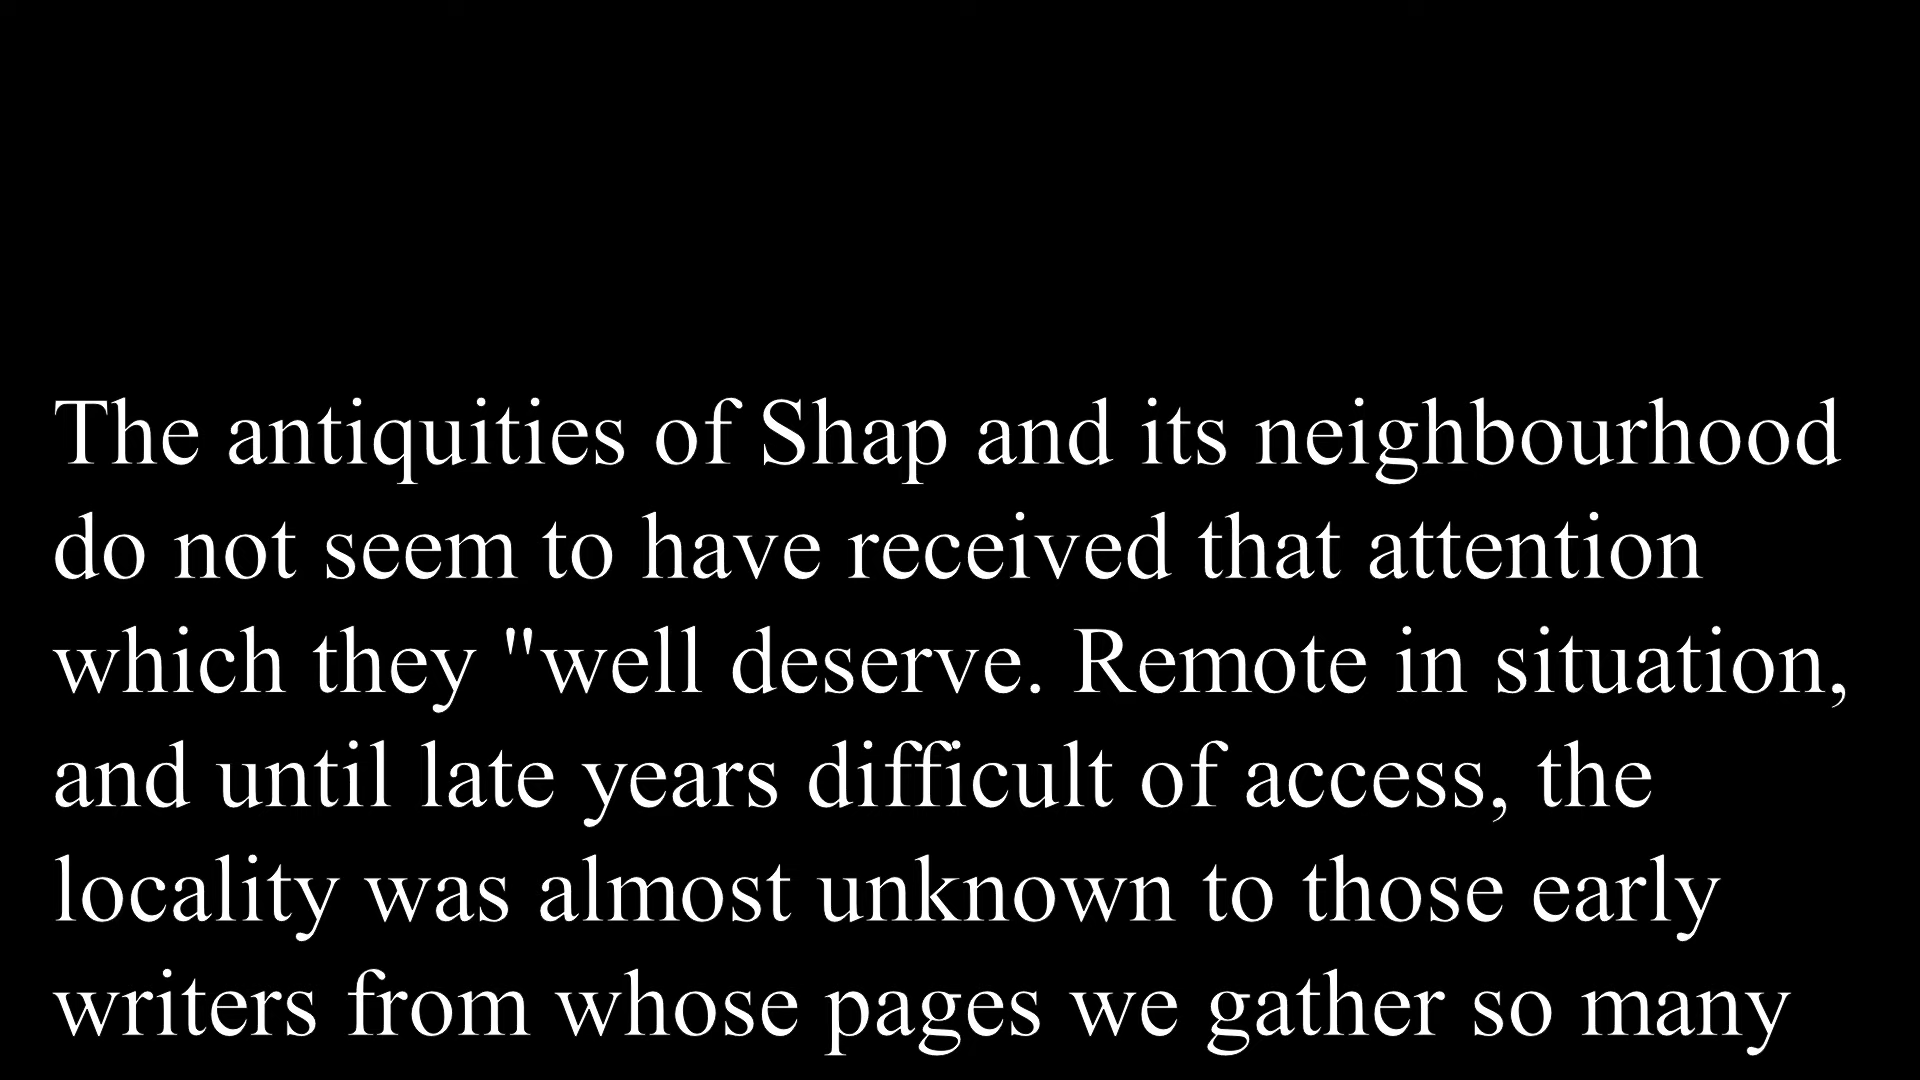 The antiquities of Shap and its neighbourhood
do not seem to have received that attention
which they "well deserve. Remote in situation,
and until late years difficult of access, the
locality was almost unknown to those early
writers from whose pages we gather so many